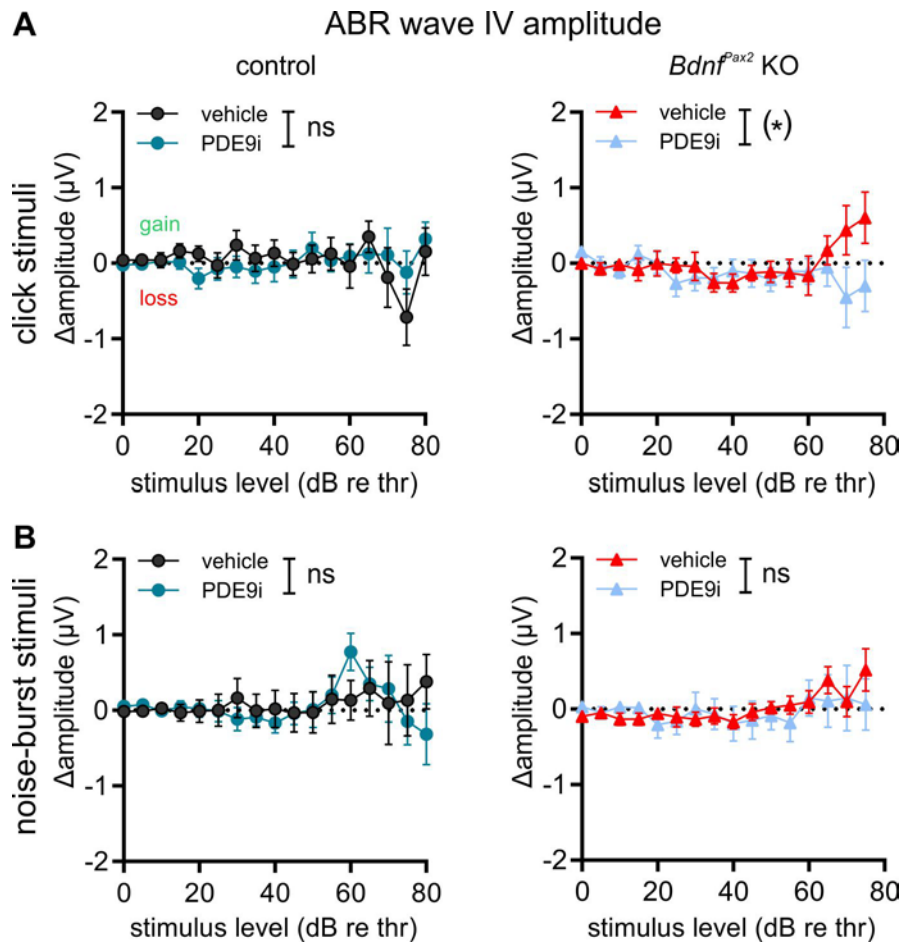 A
ABR wave IV amplitude
control
Bdnf^Pax2 KO
click stimuli
Δamplitude (µV)
2
1
0
-1
-2
vehicle
PDE9i
ns
gain
loss
0 20 40 60 80
stimulus level (dB re thr)
Δamplitude (µV)
2
1
0
-1
-2
vehicle
PDE9i
(*)
0 20 40 60 80
stimulus level (dB re thr)
B
noise-burst stimuli
Δamplitude (µV)
2
1
0
-1
-2
vehicle
PDE9i
ns
0 20 40 60 80
stimulus level (dB re thr)
Δamplitude (µV)
2
1
0
-1
-2
vehicle
PDE9i
ns
0 20 40 60 80
stimulus level (dB re thr)